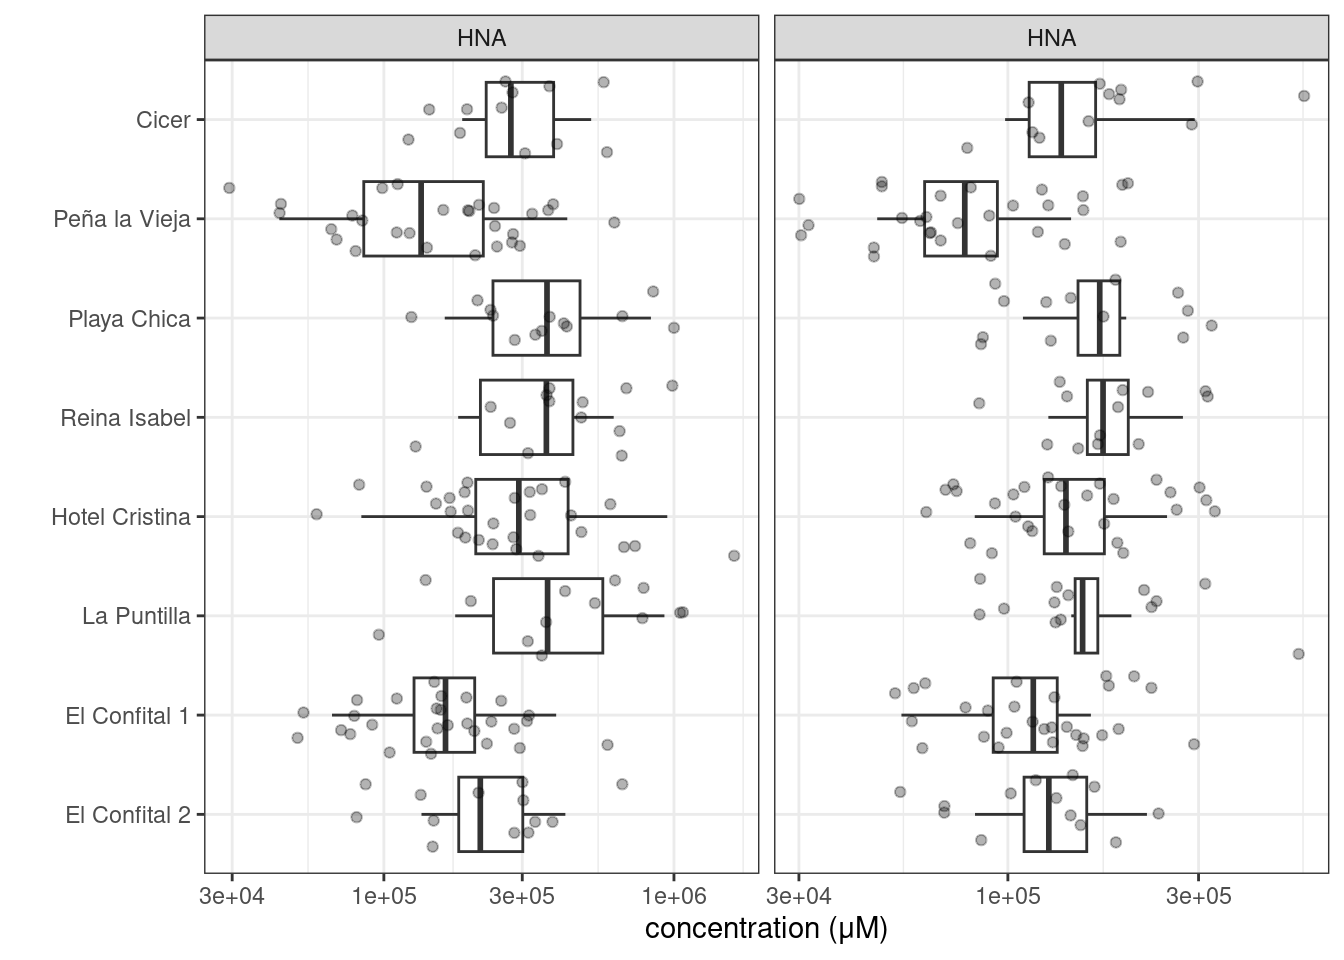 HNA HNA
Cicer
Peña la Vieja
Playa Chica
Reina Isabel
Hotel Cristina
La Puntilla
El Confital 1
El Confital 2
3e+04 1e+05 3e+05 1e+06 3e+04 1e+05 3e+05
concentration (µM)